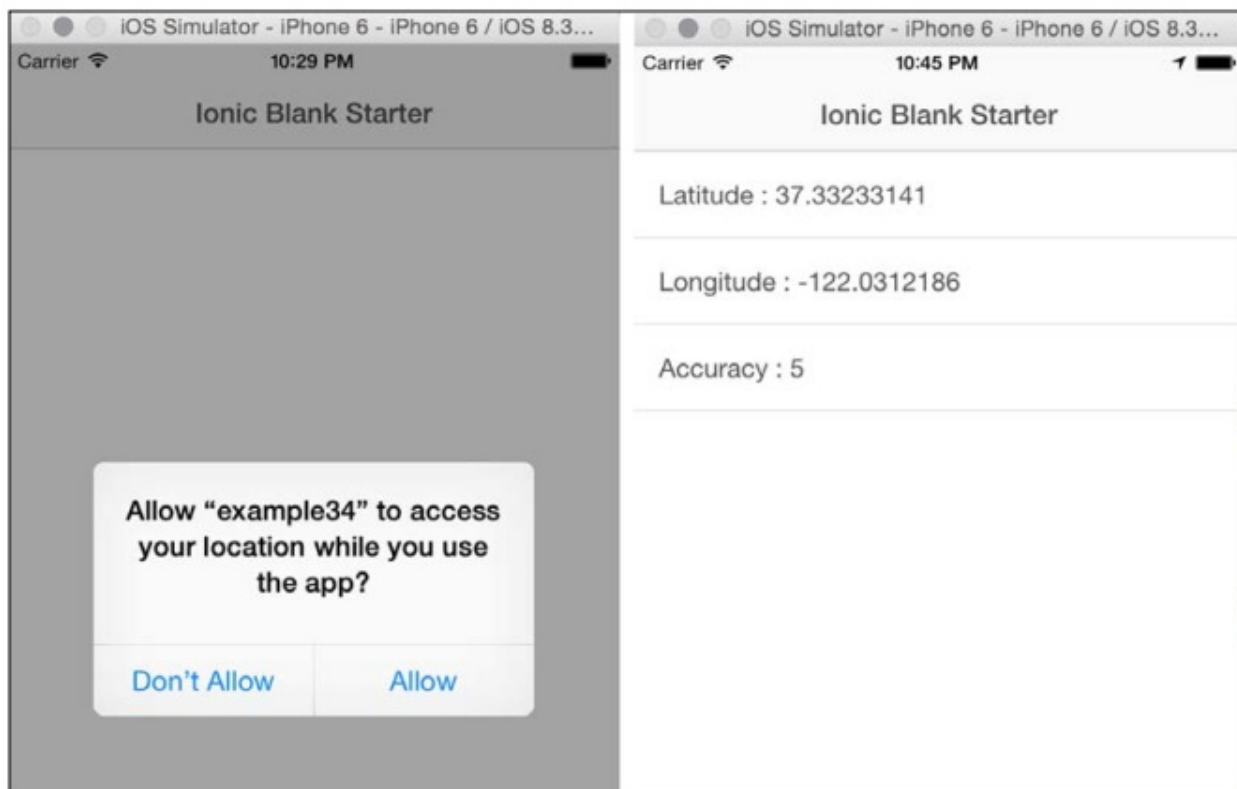 iOS Simulator - iPhone 6 - iPhone 6 / iOS 8.3...
Carrier 10:29 PM
Ionic Blank Starter
Allow “example34” to access
your location while you use
the app?
Don't Allow Allow
iOS Simulator - iPhone 6 - iPhone 6 / iOS 8.3...
Carrier 10:45 PM
Ionic Blank Starter
Latitude : 37.33233141
Longitude : -122.0312186
Accuracy : 5